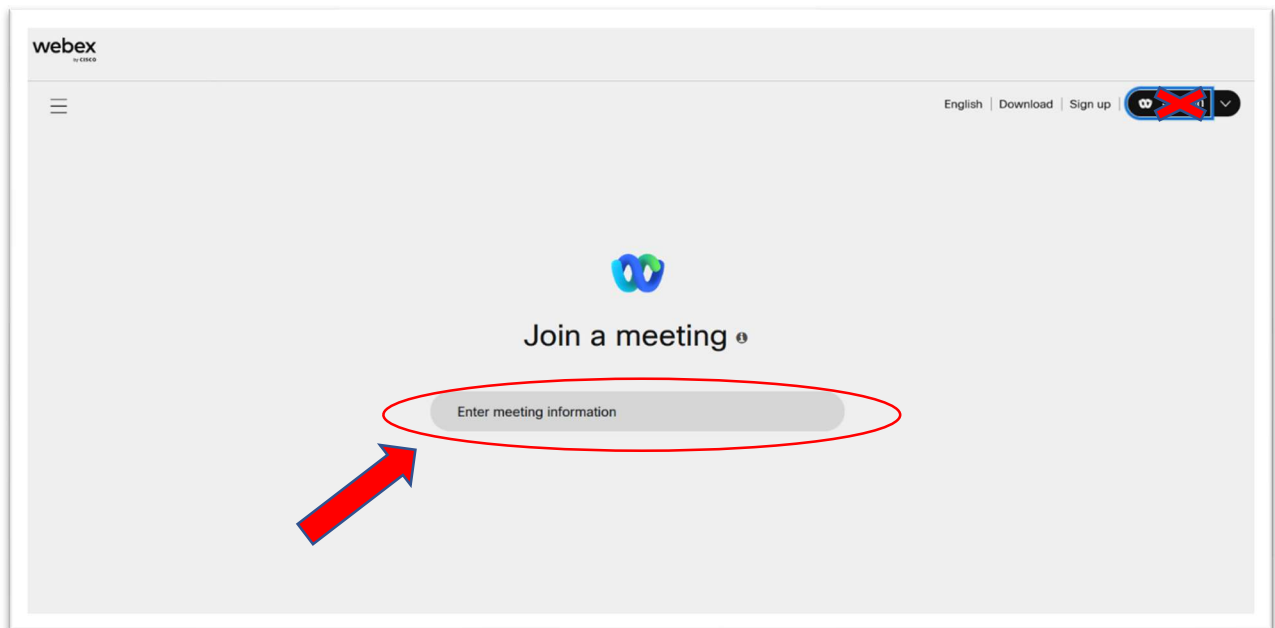 webex
by CISCO
English | Download | Sign up |
Join a meeting
Enter meeting information